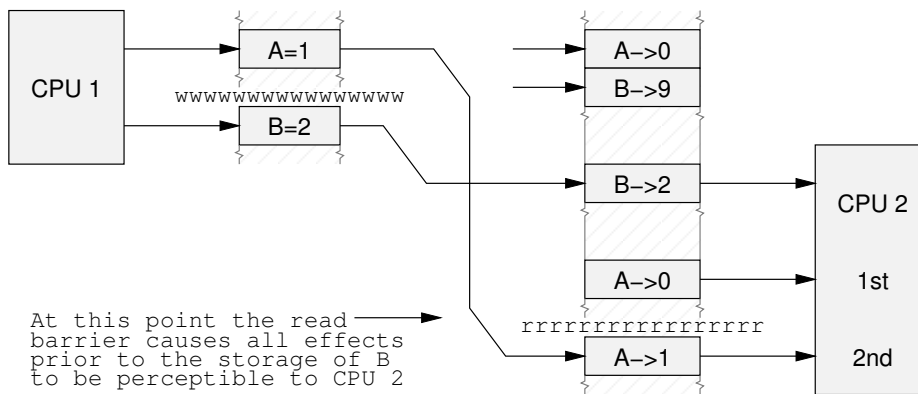 CPU 1
A=1
wwwwwwwwwwwwwwww
B=2
A−>0
B−>9
B−>2
A−>0
rrrrrrrrrrrrrrrrr
A−>1
CPU 2
1st
2nd
At this point the read
barrier causes all effects
prior to the storage of B
to be perceptible to CPU 2